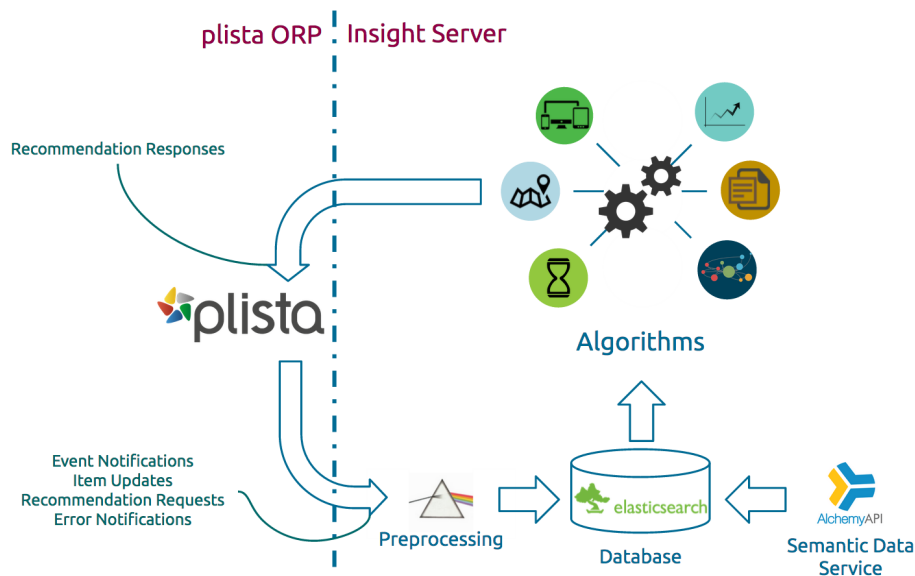 plista ORP
Insight Server
Recommendation Responses
plista
Algorithms
Event Notifications
Item Updates
Recommendation Requests
Error Notifications
Preprocessing
elasticsearch
Database
AlchemyAPI
Semantic Data
Service